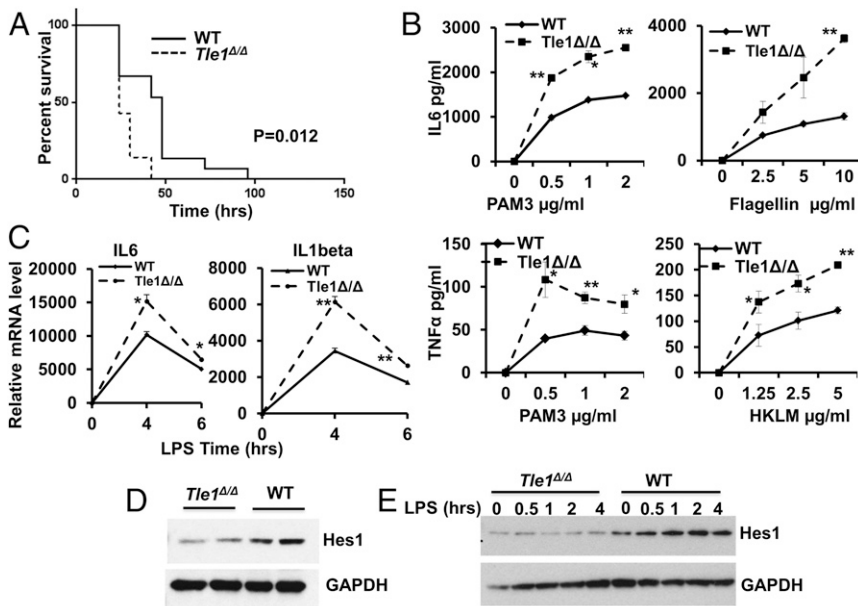 A
WT
Tle1Δ/Δ
Percent survival
100
50
0
P=0.012
0 50 100 150
Time (hrs)
B
WT
Tle1Δ/Δ
IL6 pg/ml
3000
2000
1000
0
** * **
0 0.5 1 2
PAM3 µg/ml
WT
Tle1Δ/Δ
4000
2000
0
**
0 2.5 5 10
Flagellin µg/ml
WT
Tle1Δ/Δ
TNFα pg/ml
150
100
50
0
* ** *
0 0.5 1 2
PAM3 µg/ml
WT
Tle1Δ/Δ
250
200
150
100
50
0
* * **
0 1.25 2.5 5
HKLM µg/ml
C
IL6
WT
Tle1Δ/Δ
Relative mRNA level
20000
15000
10000
5000
0
* *
0 4 6
IL1beta
WT
Tle1Δ/Δ
8000
6000
4000
2000
0
** **
0 4 6
LPS Time (hrs)
D
Tle1Δ/Δ WT
Hes1
GAPDH
E
Tle1Δ/Δ WT
LPS (hrs) 0 0.5 1 2 4 0 0.5 1 2 4
Hes1
GAPDH